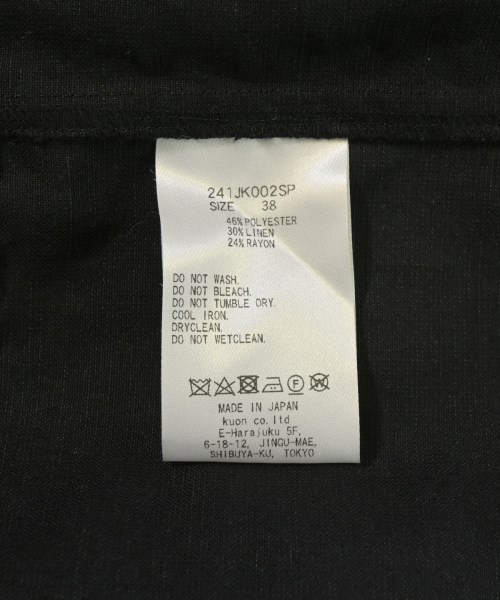 241JK002SP
SIZE 38
46% POLYESTER
30% LINEN
24% RAYON
DO NOT WASH.
DO NOT BLEACH.
DO NOT TUMBLE DRY.
COOL IRON.
DRYCLEAN.
DO NOT WETCLEAN.
MADE IN JAPAN
kuon co.ltd
E-Harajuku 5F,
6-18-12, JINGU-MAE,
SHIBUYA-KU, TOKYO